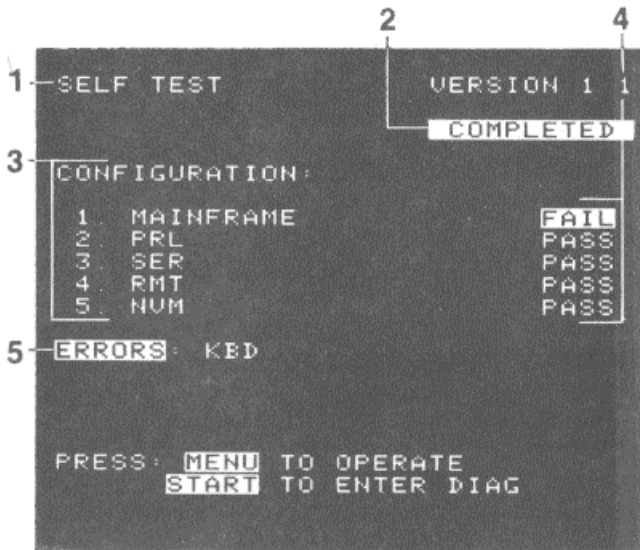 2 4
1 SELF TEST VERSION 1 1
COMPLETED
3
CONFIGURATION:
1. MAINFRAME FAIL
2. PRL PASS
3. SER PASS
4. RMT PASS
5. NVM PASS
5 ERRORS: KBD
PRESS: MENU TO OPERATE
START TO ENTER DIAG